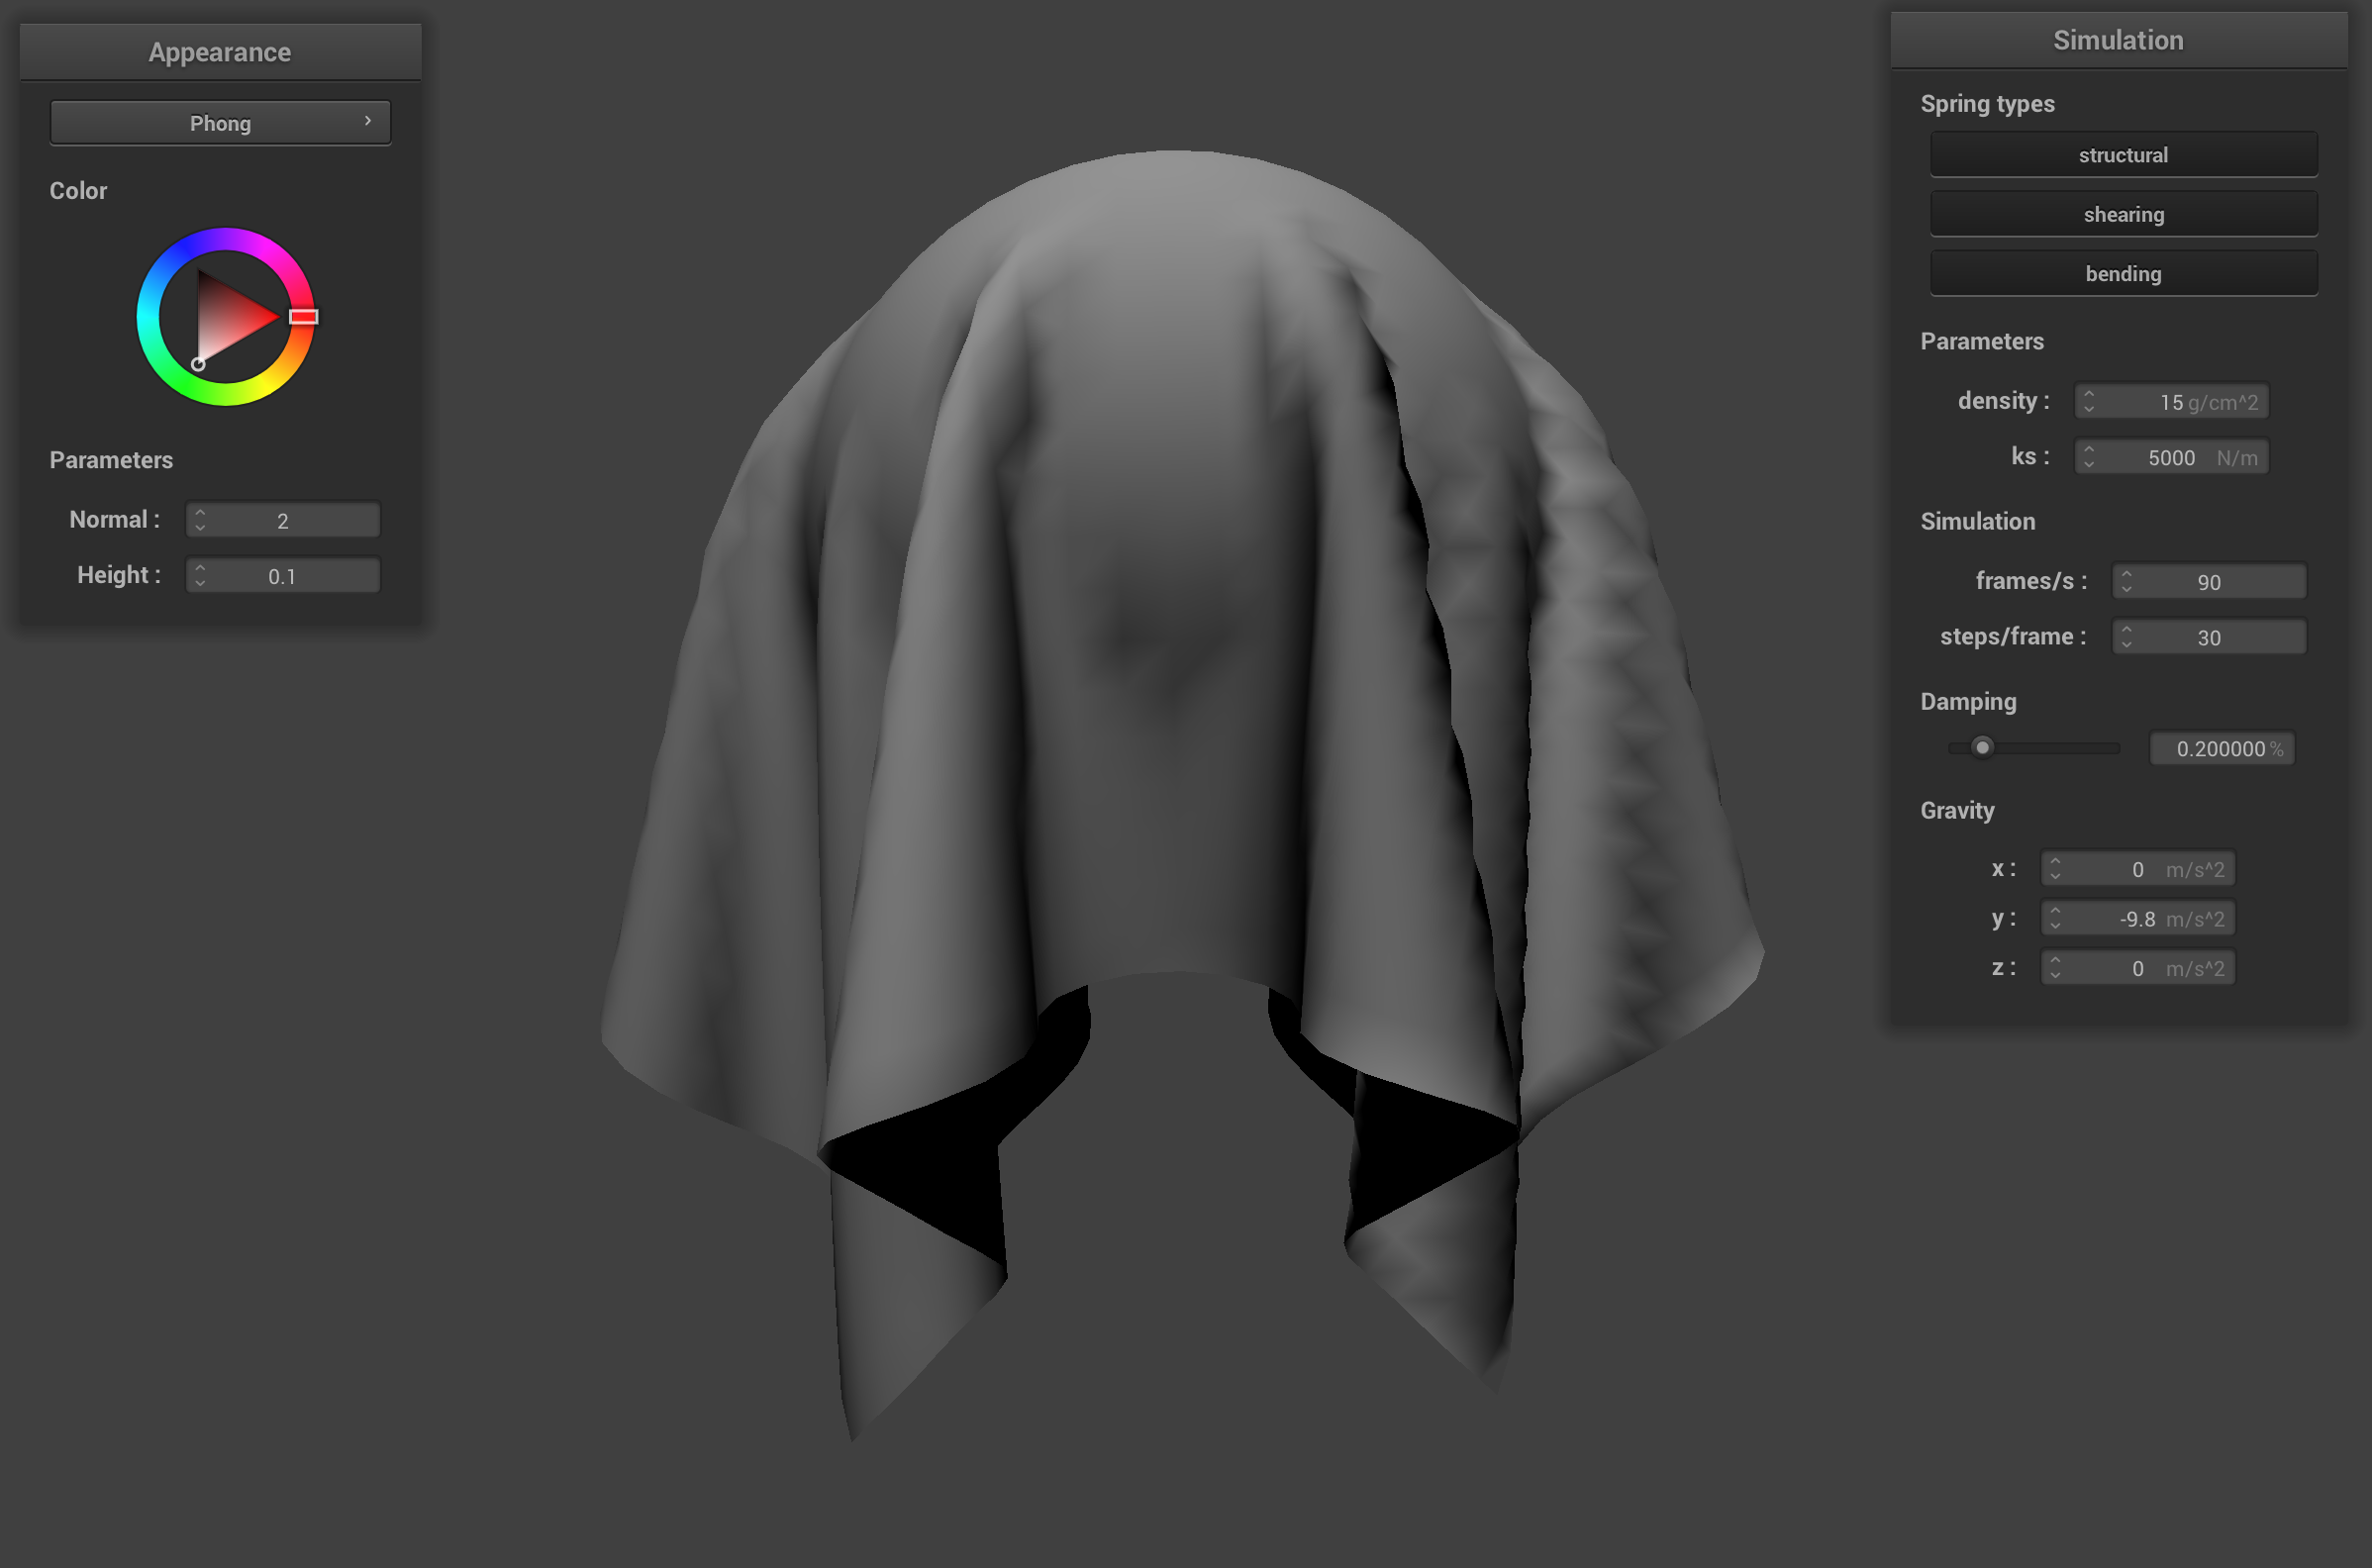 Appearance
Phong
Color
Parameters
Normal : 2
Height : 0.1
Simulation
Spring types
structural
shearing
bending
Parameters
density : 15 g/cm^2
ks : 5000 N/m
Simulation
frames/s : 90
steps/frame : 30
Damping
0.200000 %
Gravity
x : 0 m/s^2
y : -9.8 m/s^2
z : 0 m/s^2